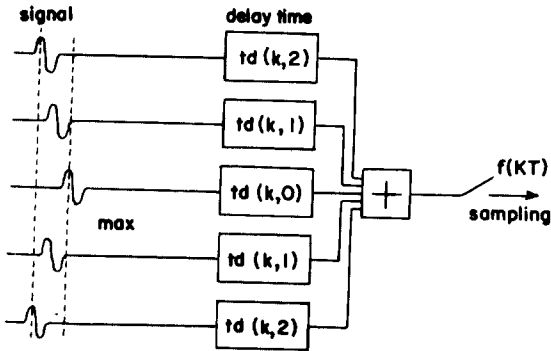 signal
delay time
td (k,2)
td (k,1)
td (k,0)
max
td (k,1)
td (k,2)
+
f(KT)
sampling